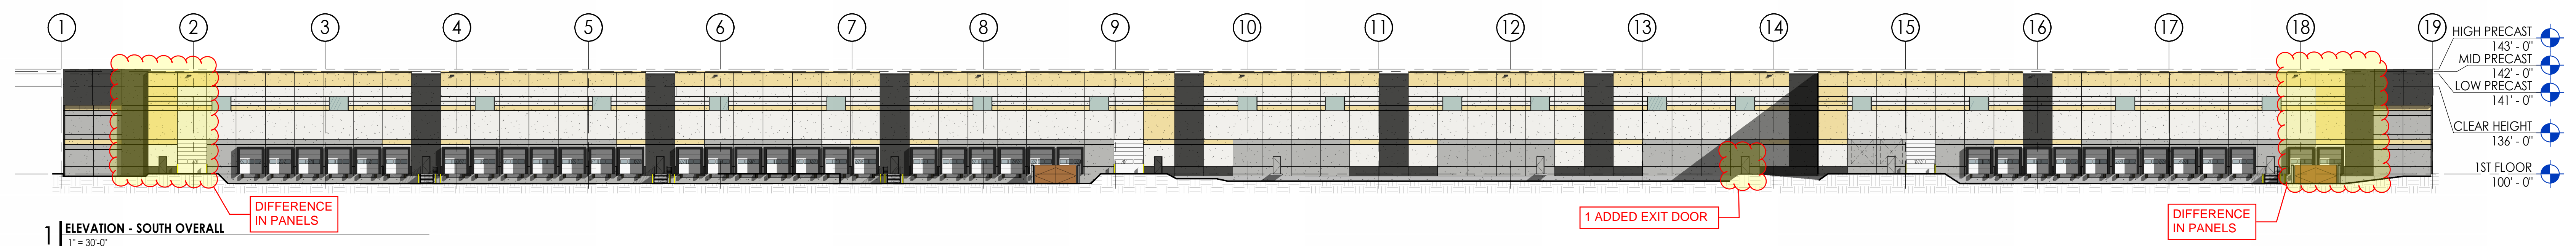 1 2 3 4 5 6 7 8 9 10 11 12 13 14 15 16 17 18 19
HIGH PRECAST
143' - 0"
MID PRECAST
142' - 0"
LOW PRECAST
141' - 0"
CLEAR HEIGHT
136' - 0"
1ST FLOOR
100' - 0"
DIFFERENCE
IN PANELS
1 ADDED EXIT DOOR
DIFFERENCE
IN PANELS
1 ELEVATION - SOUTH OVERALL
1" = 30'-0"